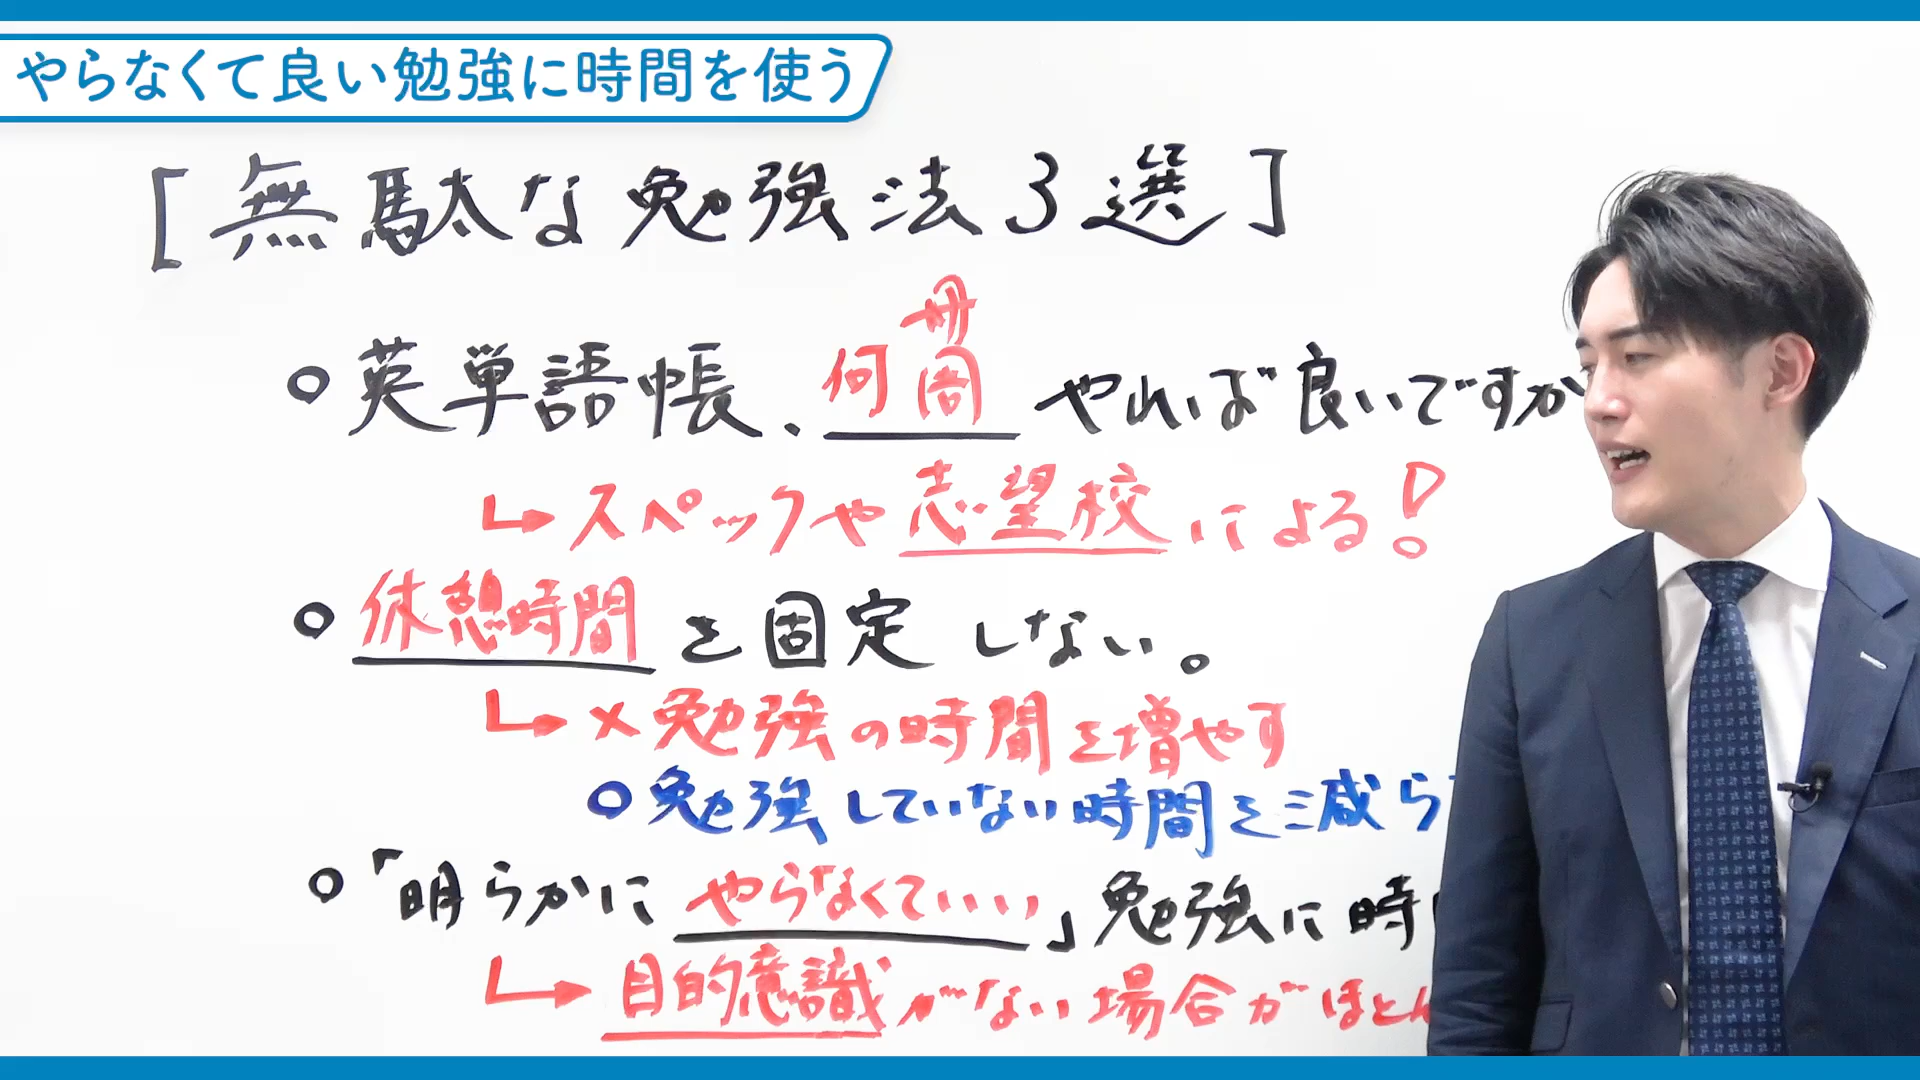 やらなくて良い勉強に時間を使う
[無駄な勉強法3選]
冊
○英単語帳、何周やれば良いですか
↳スペックや志望校による!
○休憩時間を固定しない。
↳×勉強の時間を増やす
○勉強していない時間を減ら
○「明らかにやらなくていい」勉強に時
↳目的意識がない場合がほとん